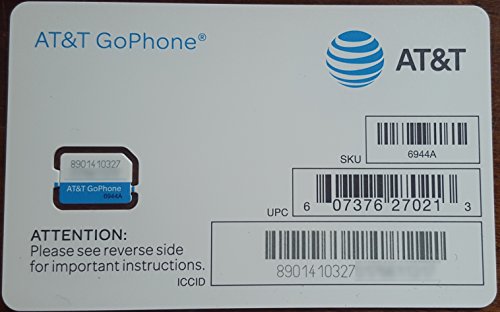 AT&T GoPhone®
AT&T
SKU
6944A
8901410327
AT&T GoPhone
6944A
UPC
6 07376 27021 3
ATTENTION:
Please see reverse side
for important instructions.
ICCID
8901410327